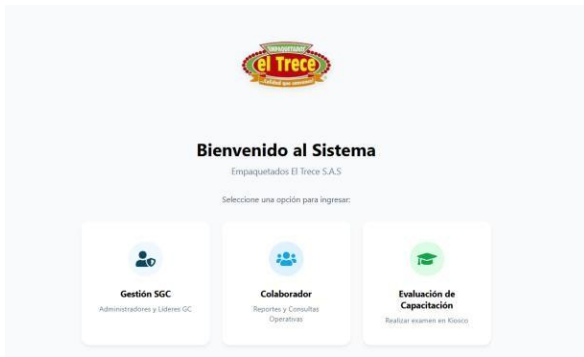 EMPAQUETADOS
el Trece
Bienvenido al Sistema
Empaquetados El Trece S.A.S
Seleccione una opción para ingresar:
Gestión SGC
Administradores y Líderes GC
Colaborador
Reportes y Consultas
Operativas
Evaluación de
Capacitación
Realizar examen en Kiosco